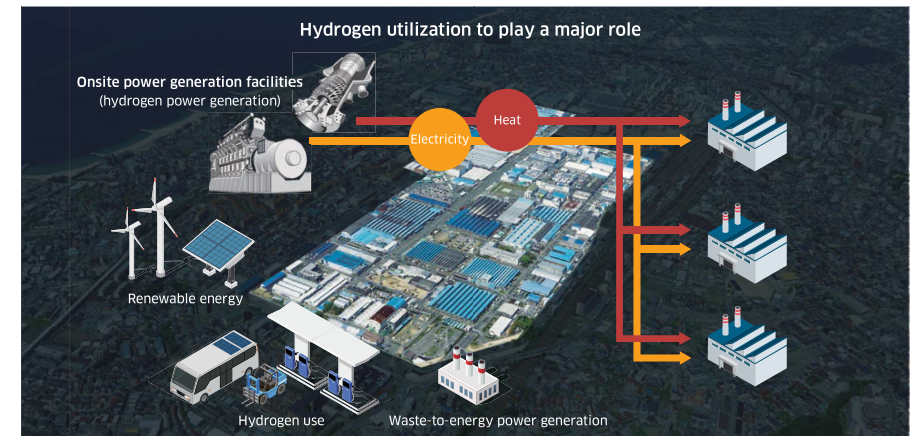 Hydrogen utilization to play a major role
Onsite power generation facilities
(hydrogen power generation)
Heat
Electricity
Renewable energy
Hydrogen use
Waste-to-energy power generation